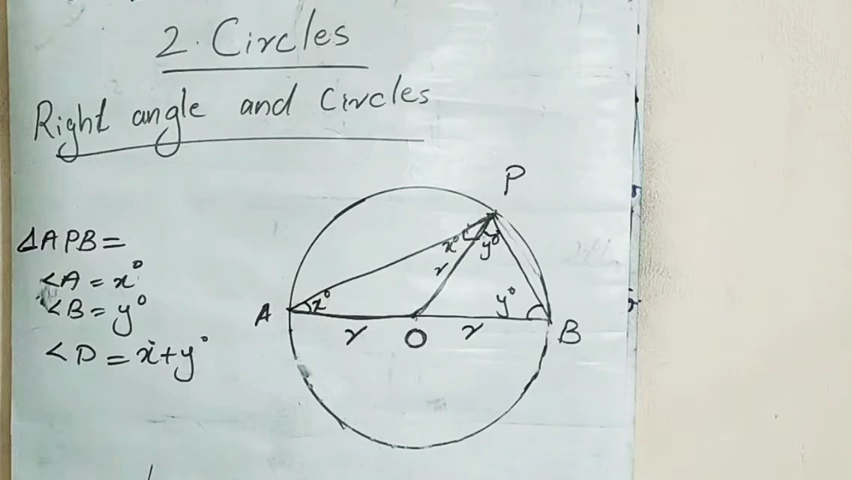 2. Circles
Right angle and Circles
P
ΔAPB =
<A = x°
<B = y°
<P = x°+y°
x° y°
r
A x° y° B
r O r